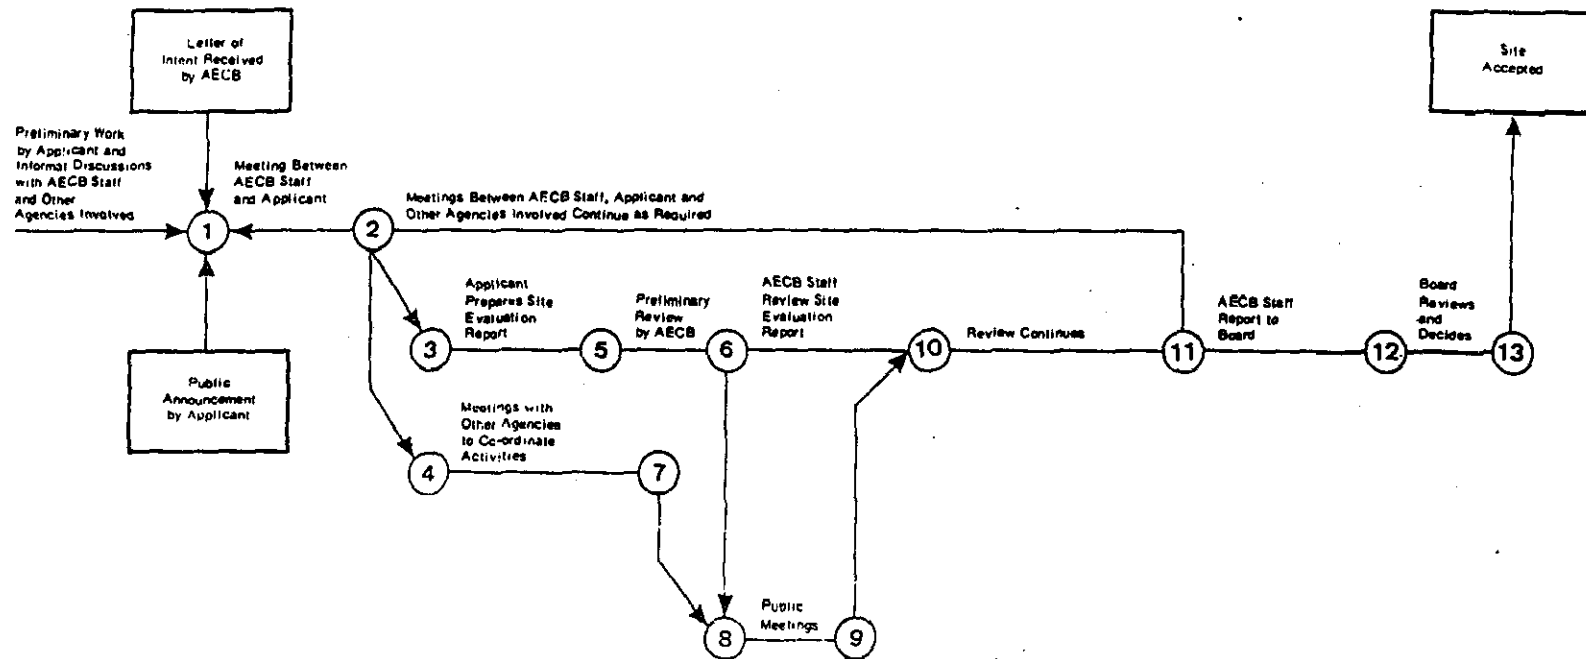 Letter of
Intent Received
by AECB
Site
Accepted
Preliminary Work
by Applicant and
Informal Discussions
with AECB Staff
and Other
Agencies Involved
Meeting Between
AECB Staff
and Applicant
Meetings Between AECB Staff, Applicant and
Other Agencies Involved Continue as Required
1
2
Applicant
Prepares Site
Evaluation
Report
Preliminary
Review
by AECB
AECB Staff
Review Site
Evaluation
Report
Review Continues
AECB Staff
Report to
Board
Board
Reviews
and
Decides
3
5
6
10
11
12
13
Public
Announcement
by Applicant
Meetings with
Other Agencies
to Co-ordinate
Activities
4
7
Public
Meetings
8
9